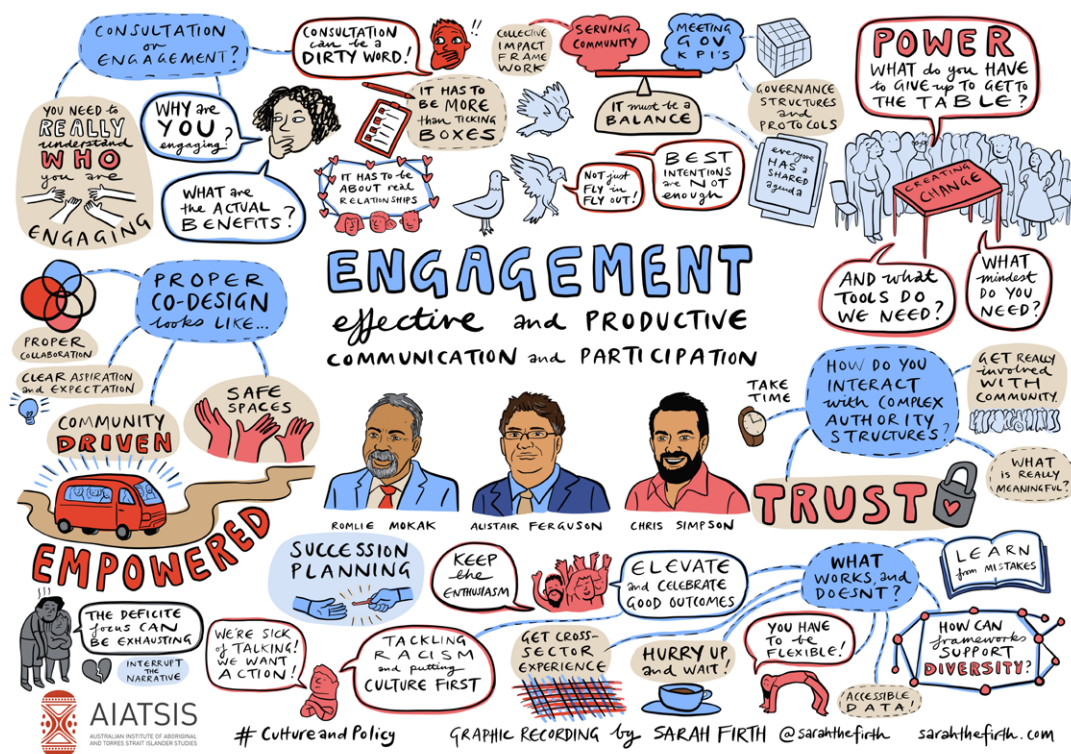 CONSULTATION
or
ENGAGEMENT?
CONSULTATION
can be a
DIRTY WORD!
!!
COLLECTIVE
IMPACT
FRAME
WORK
SERVING
COMMUNITY
MEETING
GOV
KPI'S
IT must be a
BALANCE
GOVERNANCE
STRUCTURES
and
PROTOCOLS
POWER
WHAT do you HAVE
to GIVE up TO GET TO
THE TABLE?
YOU NEED to
REALLY
understand
WHO
you are
ENGAGING
WHY are
YOU
engaging?
WHAT are
the ACTUAL
BENEFITS?
IT HAS TO
BE MORE
than TICKING
BOXES
IT HAS TO be
ABOUT real
RELATIONSHIPS
NOT just
FLY in
FLY OUT!
BEST
INTENTIONS
are NOT
enough
everyone
HAS a
SHARED
agenda
CREATING
CHANGE
AND what
TOOLS DO
WE NEED?
WHAT
mindest
DO YOU
NEED?
ENGAGEMENT
effective and PRODUCTIVE
COMMUNICATION and PARTICIPATION
PROPER
CO-DESIGN
looks LIKE...
PROPER
COLLABORATION
CLEAR ASPIRATION
and EXPECTATION
COMMUNITY
DRIVEN
SAFE
SPACES
EMPOWERED
ROMLIE MOKAK
ALISTAIR FERGUSON
CHRIS SIMPSON
TAKE
TIME
HOW DO YOU
INTERACT
with COMPLEX
AUTHORITY
STRUCTURES?
GET REALLY
involved
WITH
COMMUNITY.
WHAT
IS REALLY
MEANINGFUL?
TRUST
SUCCESSION
PLANNING
KEEP
the
ENTHUSIASM
ELEVATE
and CELEBRATE
GOOD OUTCOMES
WHAT
WORKS, and
DOESNT?
LEARN
from MISTAKES
THE DEFICITE
focus CAN
BE EXHAUSTING
INTERRUPT
THE
NARRATIVE
WE'RE SICK
of TALKING!
WE WANT
ACTION!
TACKLING
RACISM
and putting
CULTURE FIRST
GET CROSS-
SECTOR
EXPERIENCE
HURRY UP
and WAIT!
YOU HAVE
TO be
FLEXIBLE!
ACCESSIBLE
DATA!
HOW CAN
frameworks
SUPPORT
DIVERSITY?
AIATSIS
AUSTRALIAN INSTITUTE OF ABORIGINAL
AND TORRES STRAIT ISLANDER STUDIES
# Culture and Policy
GRAPHIC RECORDING by SARAH FIRTH @sarahthefirth
sarahthefirth.com